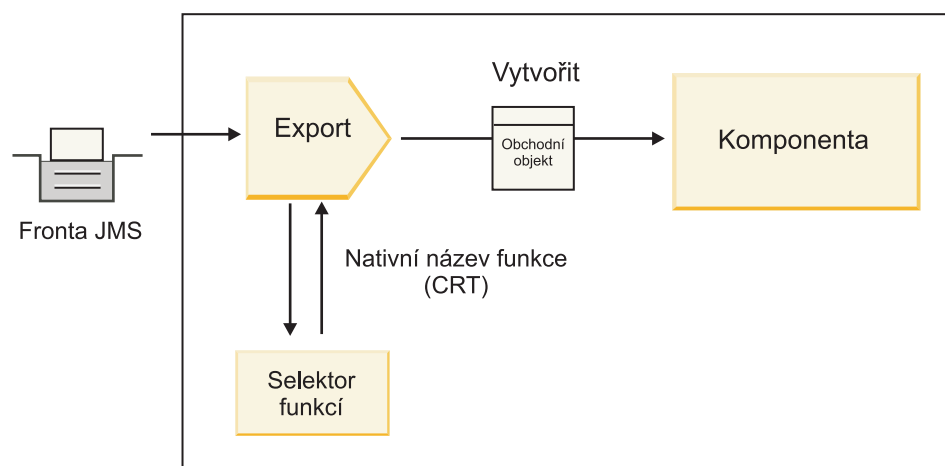 Vytvořit
Export
Obchodní
objekt
Komponenta
Fronta JMS
Nativní název funkce
(CRT)
Selektor
funkcí